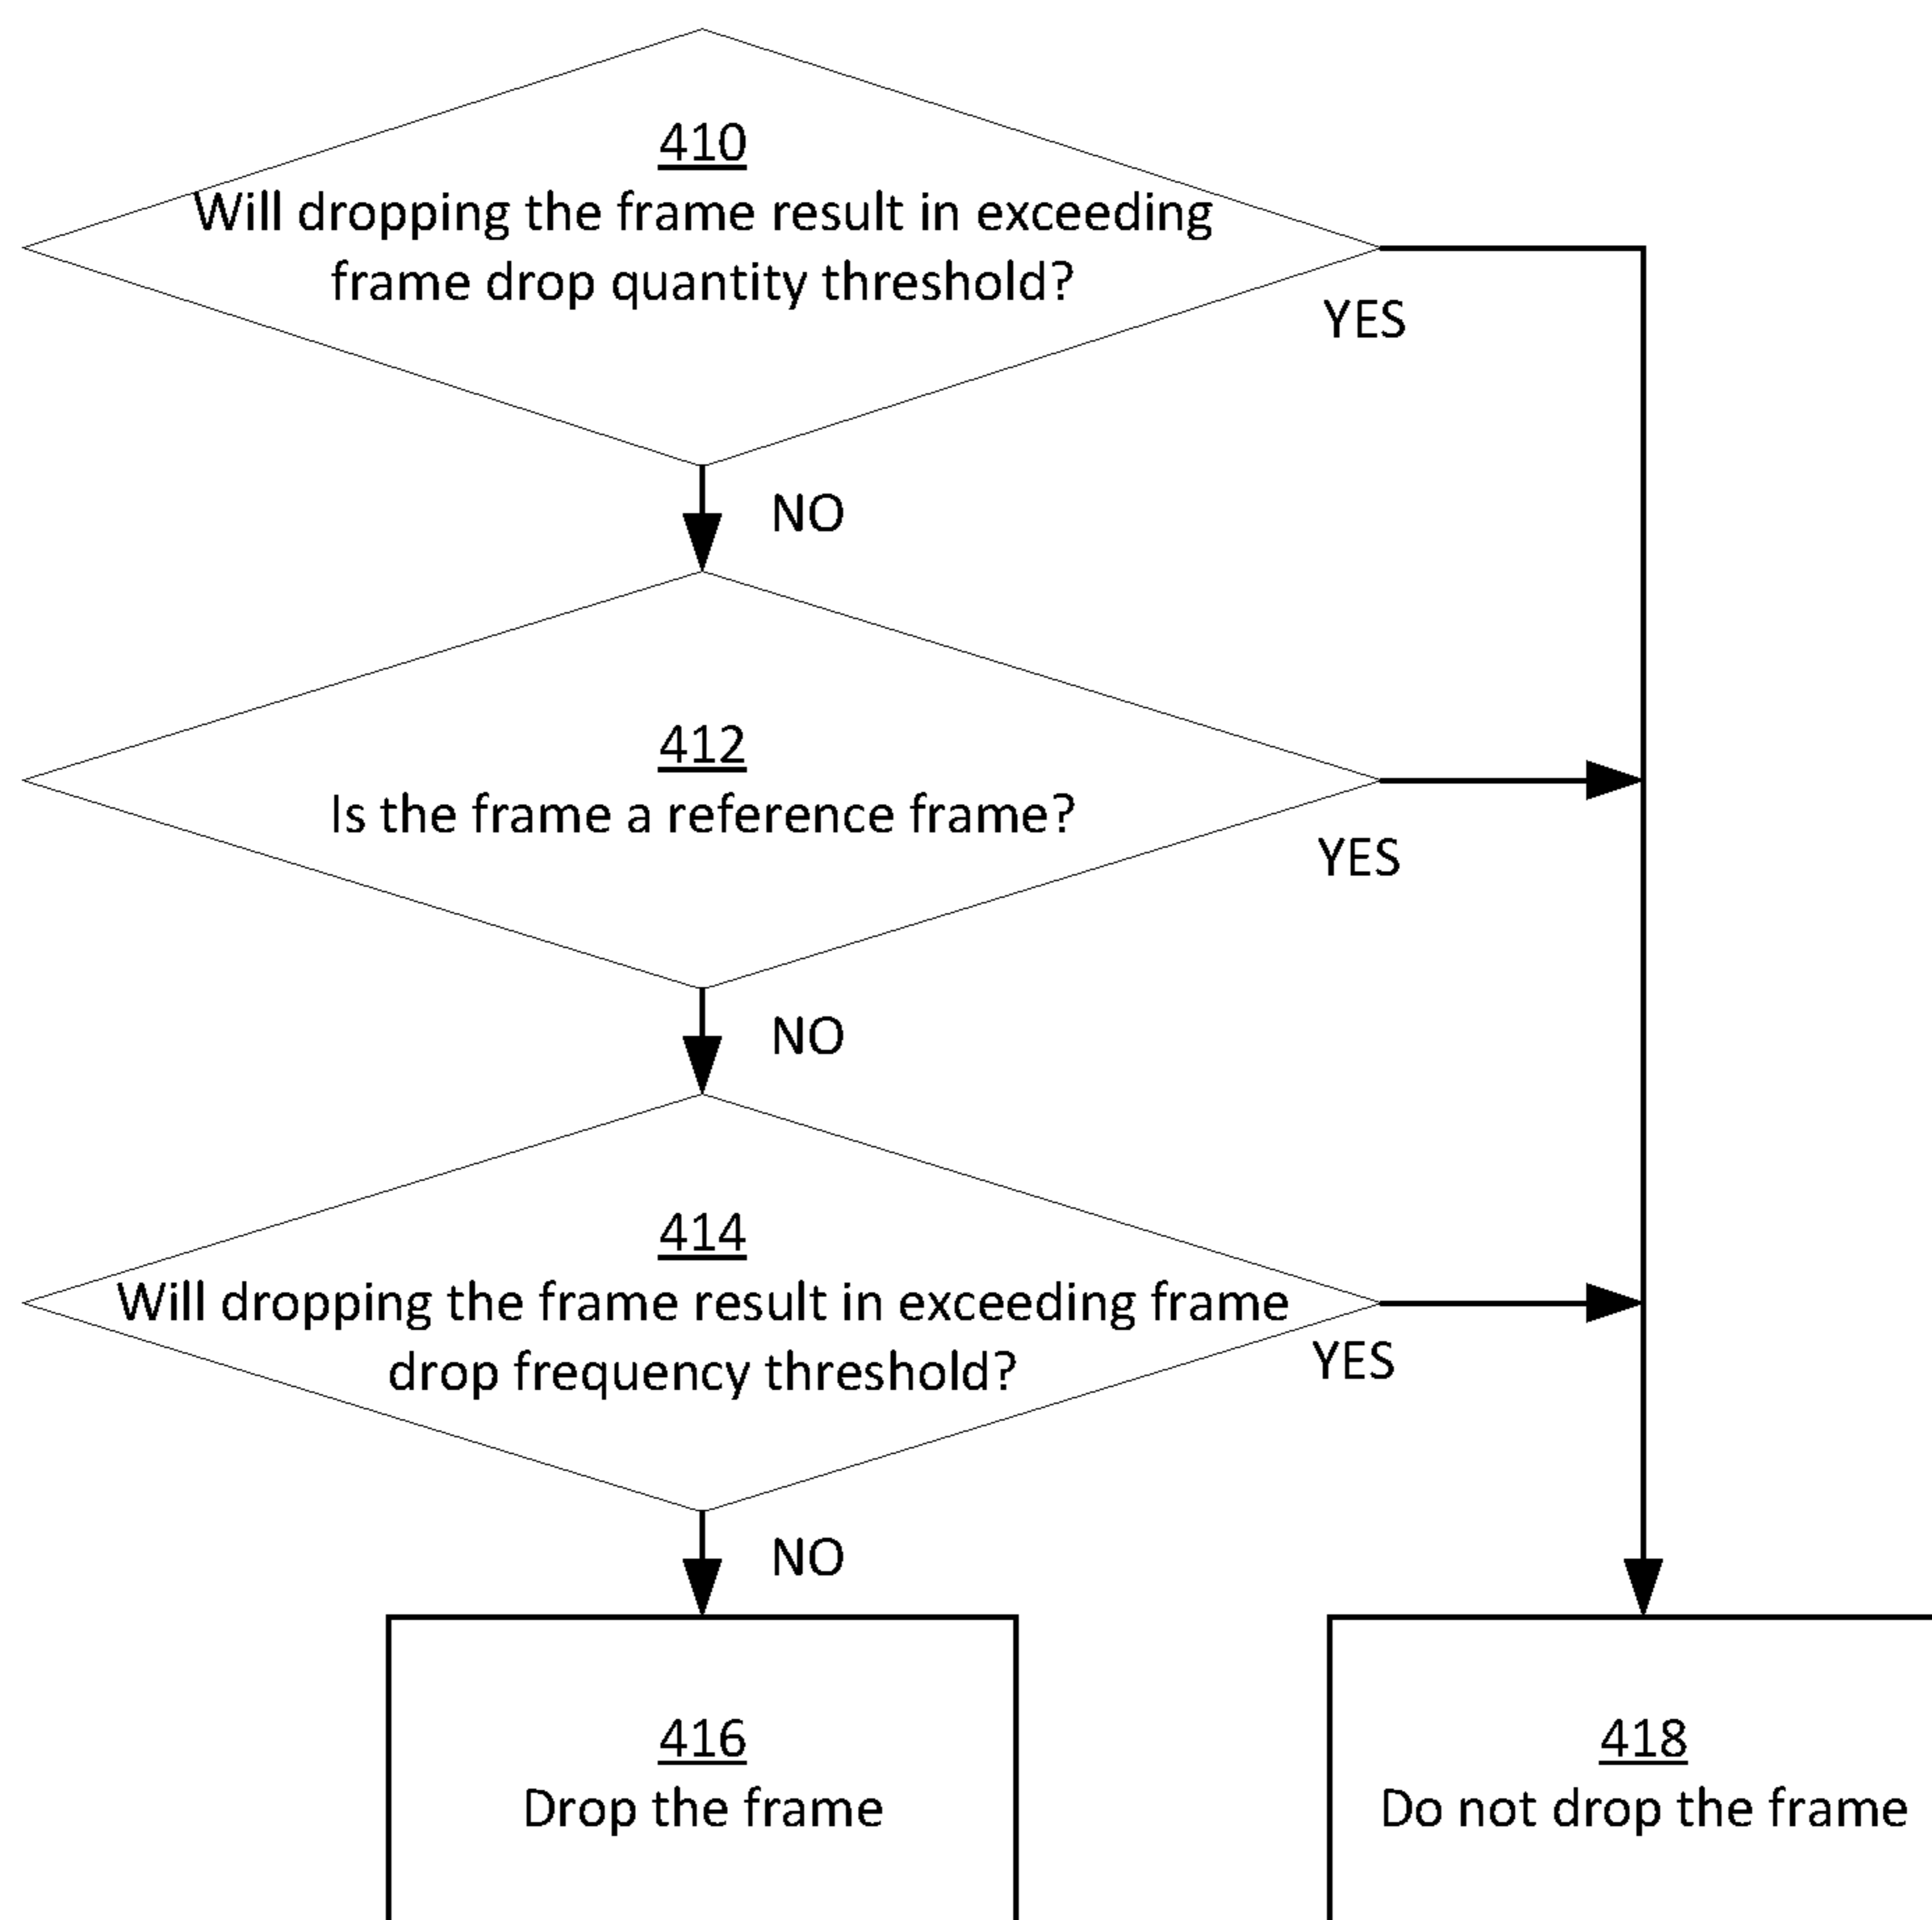 410
Will dropping the frame result in exceeding
frame drop quantity threshold?
YES
NO
412
Is the frame a reference frame?
YES
NO
414
Will dropping the frame result in exceeding frame
drop frequency threshold?
YES
NO
416
Drop the frame
418
Do not drop the frame